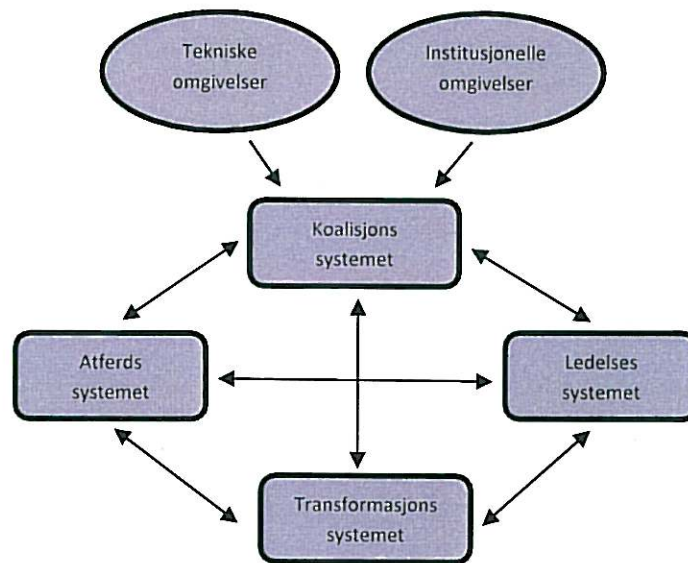 Tekniske
omgivelser
Institusjonelle
omgivelser
Koalisjons
systemet
Atferds
systemet
Ledelses
systemet
Transformasjons
systemet